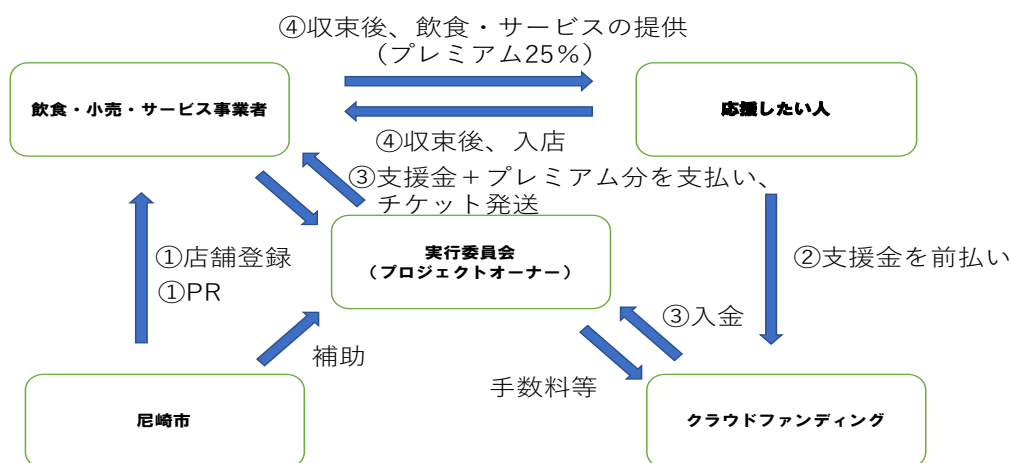 ④収束後、飲食・サービスの提供
（プレミアム25％）
飲食・小売・サービス事業者
応援したい人
④収束後、入店
③支援金＋プレミアム分を支払い、
チケット発送
実行委員会
（プロジェクトオーナー）
①店舗登録
①PR
②支援金を前払い
③入金
補助
手数料等
尼崎市
クラウドファンディング